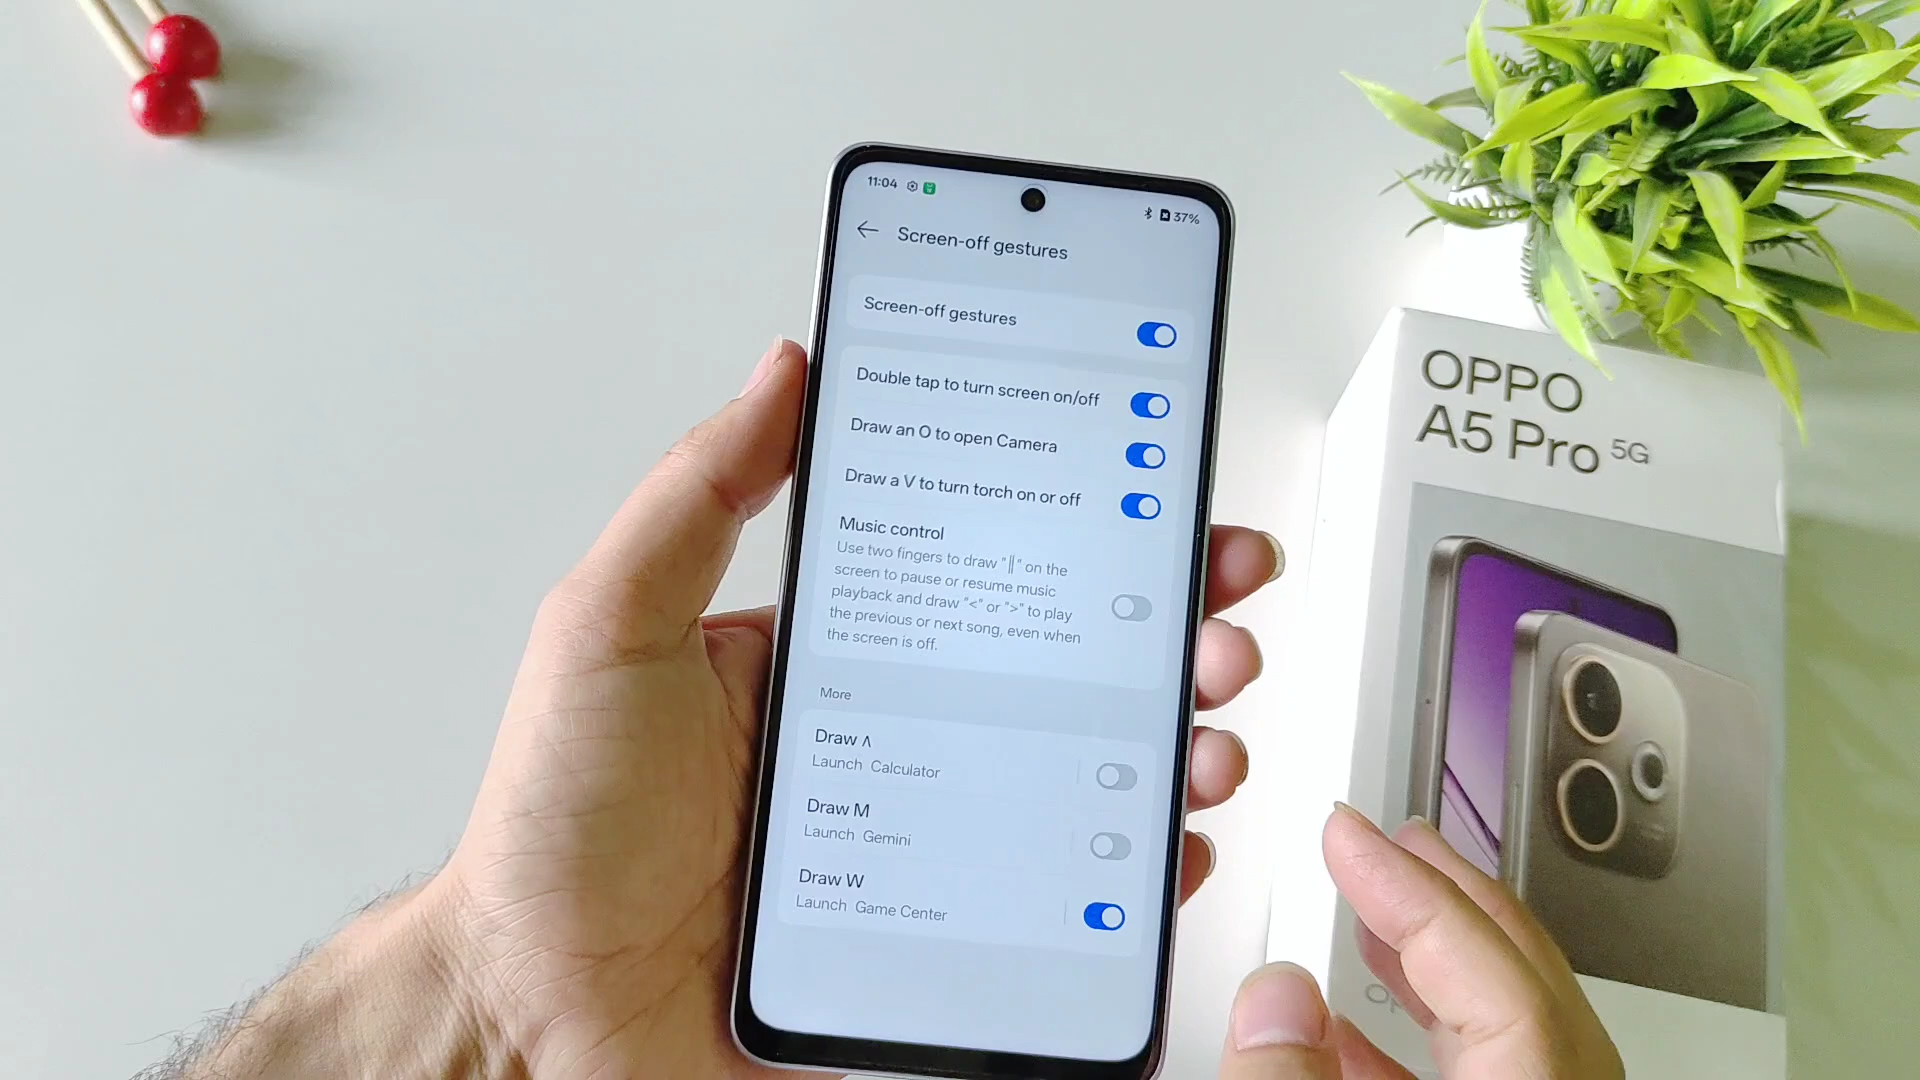 11:04
37%
Screen-off gestures
Screen-off gestures
Double tap to turn screen on/off
Draw an O to open Camera
Draw a V to turn torch on or off
Music control
Use two fingers to draw "||" on the
screen to pause or resume music
playback and draw "<" or ">" to play
the previous or next song, even when
the screen is off.
More
Draw Λ
Launch Calculator
Draw M
Launch Gemini
Draw W
Launch Game Center
OPPO
A5 Pro 5G